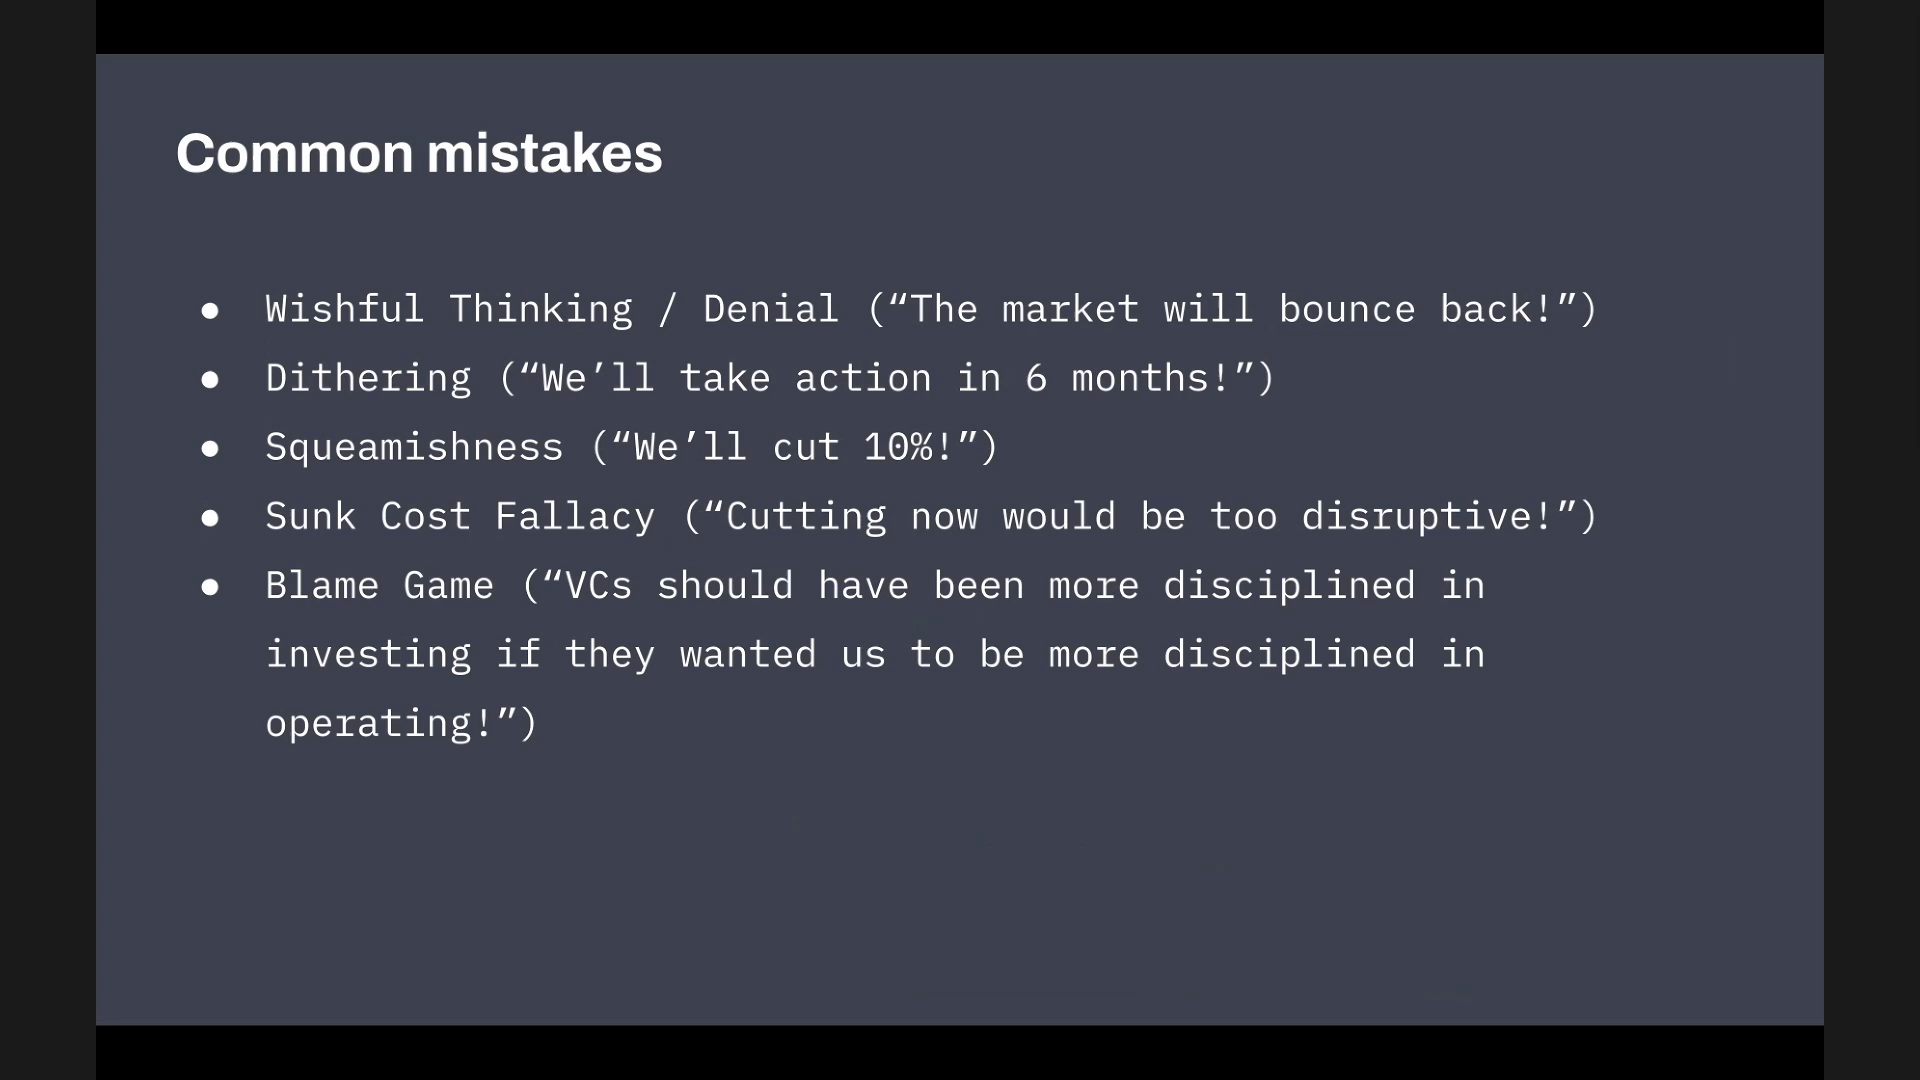 Common mistakes
● Wishful Thinking / Denial (“The market will bounce back!”)
● Dithering (“We’ll take action in 6 months!”)
● Squeamishness (“We’ll cut 10%!”)
● Sunk Cost Fallacy (“Cutting now would be too disruptive!”)
● Blame Game (“VCs should have been more disciplined in
investing if they wanted us to be more disciplined in
operating!”)